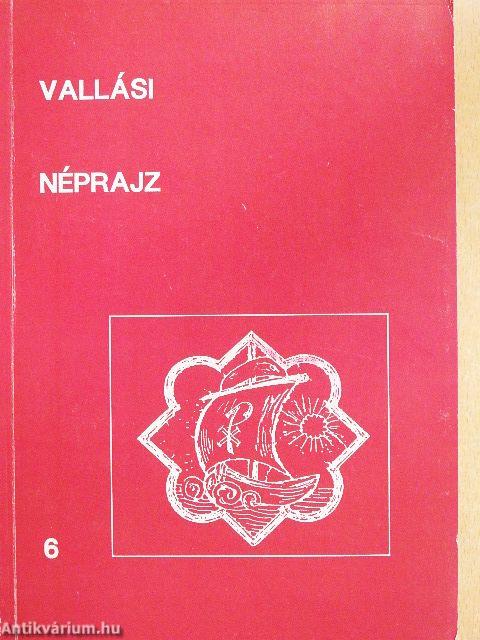 VALLÁSI
NÉPRAJZ
6
Antikvárium.hu